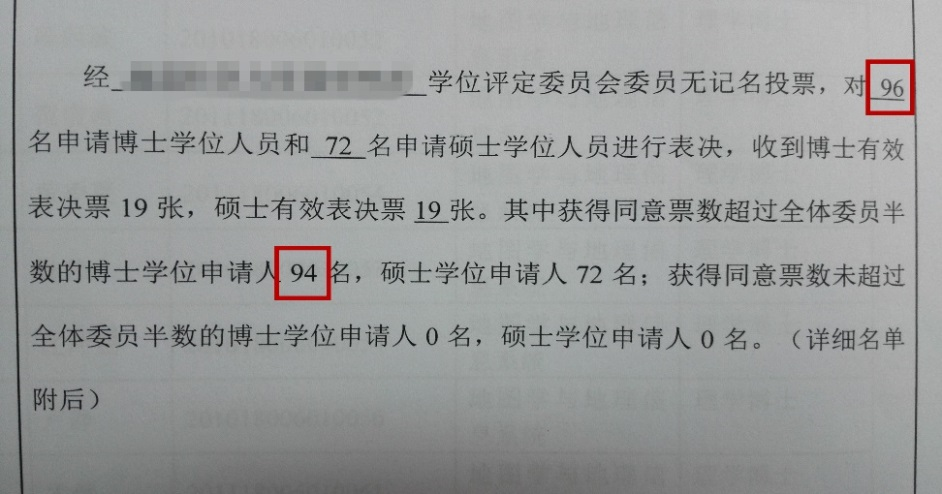 经 学位评定委员会委员无记名投票，对 96
名申请博士学位人员和 72 名申请硕士学位人员进行表决，收到博士有效
表决票 19 张，硕士有效表决票 19 张。其中获得同意票数超过全体委员半
数的博士学位申请人 94 名，硕士学位申请人 72 名；获得同意票数未超过
全体委员半数的博士学位申请人 0 名，硕士学位申请人 0 名。（详细名单
附后）